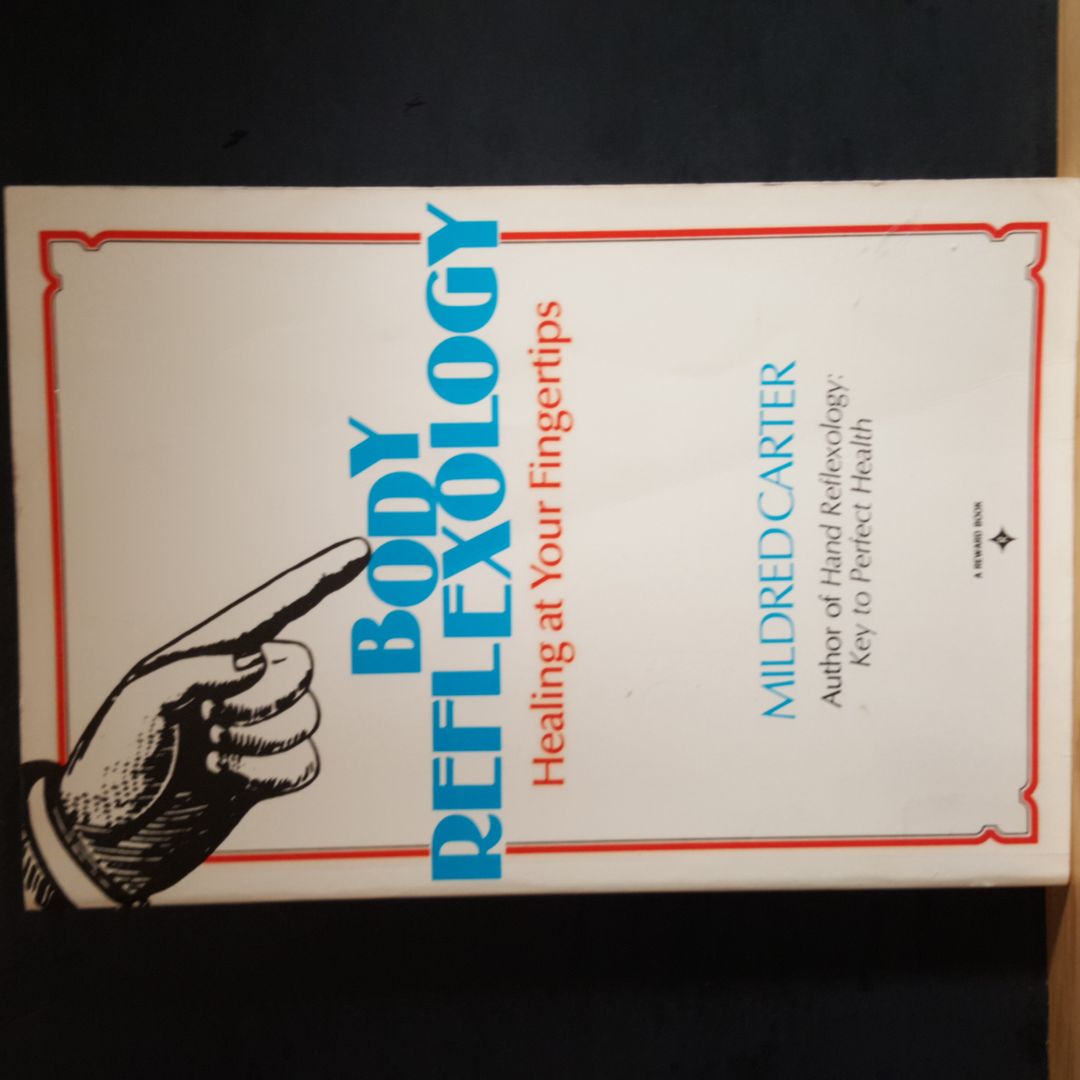 BODY
REFLEXOLOGY
Healing at Your Fingertips
MILDRED CARTER
Author of Hand Reflexology:
Key to Perfect Health
A REWARD BOOK